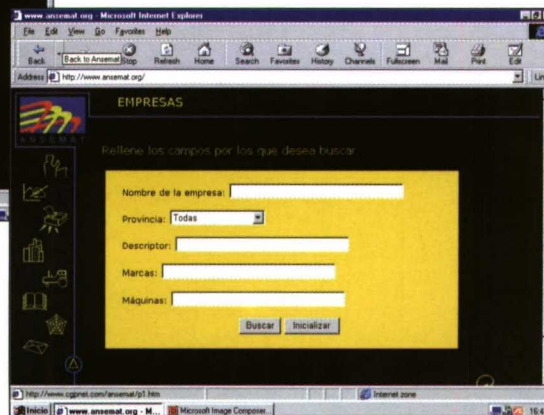 www.ansemat.org - Microsoft Internet Explorer
File Edit View Go Favorites Help
Back Back to Ansemat Stop Refresh Home Search Favorites History Channels Fullscreen Mail Print Edit
Address http://www.ansemat.org/
EMPRESAS
ANSEMAT
Rellene los campos por los que desea buscar
Nombre de la empresa:
Provincia: Todas
Descriptor:
Marcas:
Máquinas:
Buscar Inicializar
http://www.cgpnet.com/ansemat/p1.htm Internet zone
Inicio www.ansemat.org - M... Microsoft Image Composer...